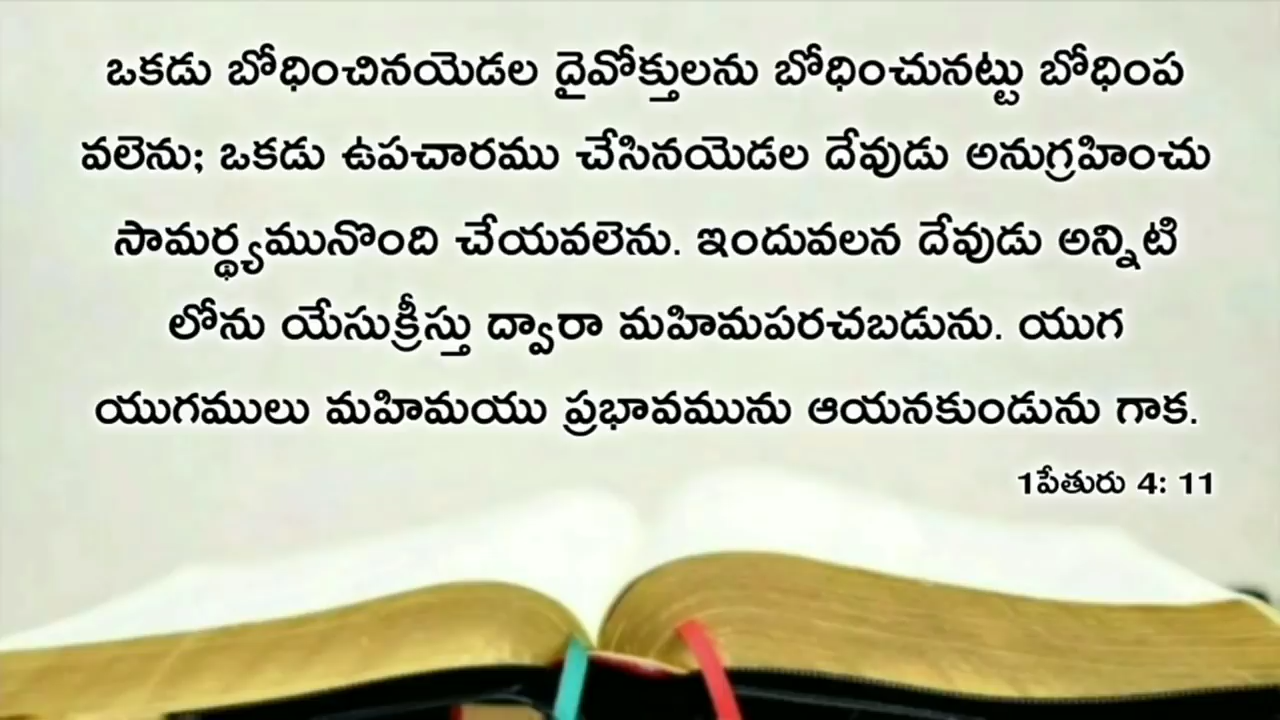 ఒకడు బోధించినయెడల దైవోక్తులను బోధించునట్టు బోధింప
వలెను; ఒకడు ఉపచారము చేసినయెడల దేవుడు అనుగ్రహించు
సామర్థ్యమునొంది చేయవలెను. ఇందువలన దేవుడు అన్నిటి
లోను యేసుక్రీస్తు ద్వారా మహిమపరచబడును. యుగ
యుగములు మహిమయు ప్రభావమును ఆయనకుండును గాక.
1పేతురు 4: 11